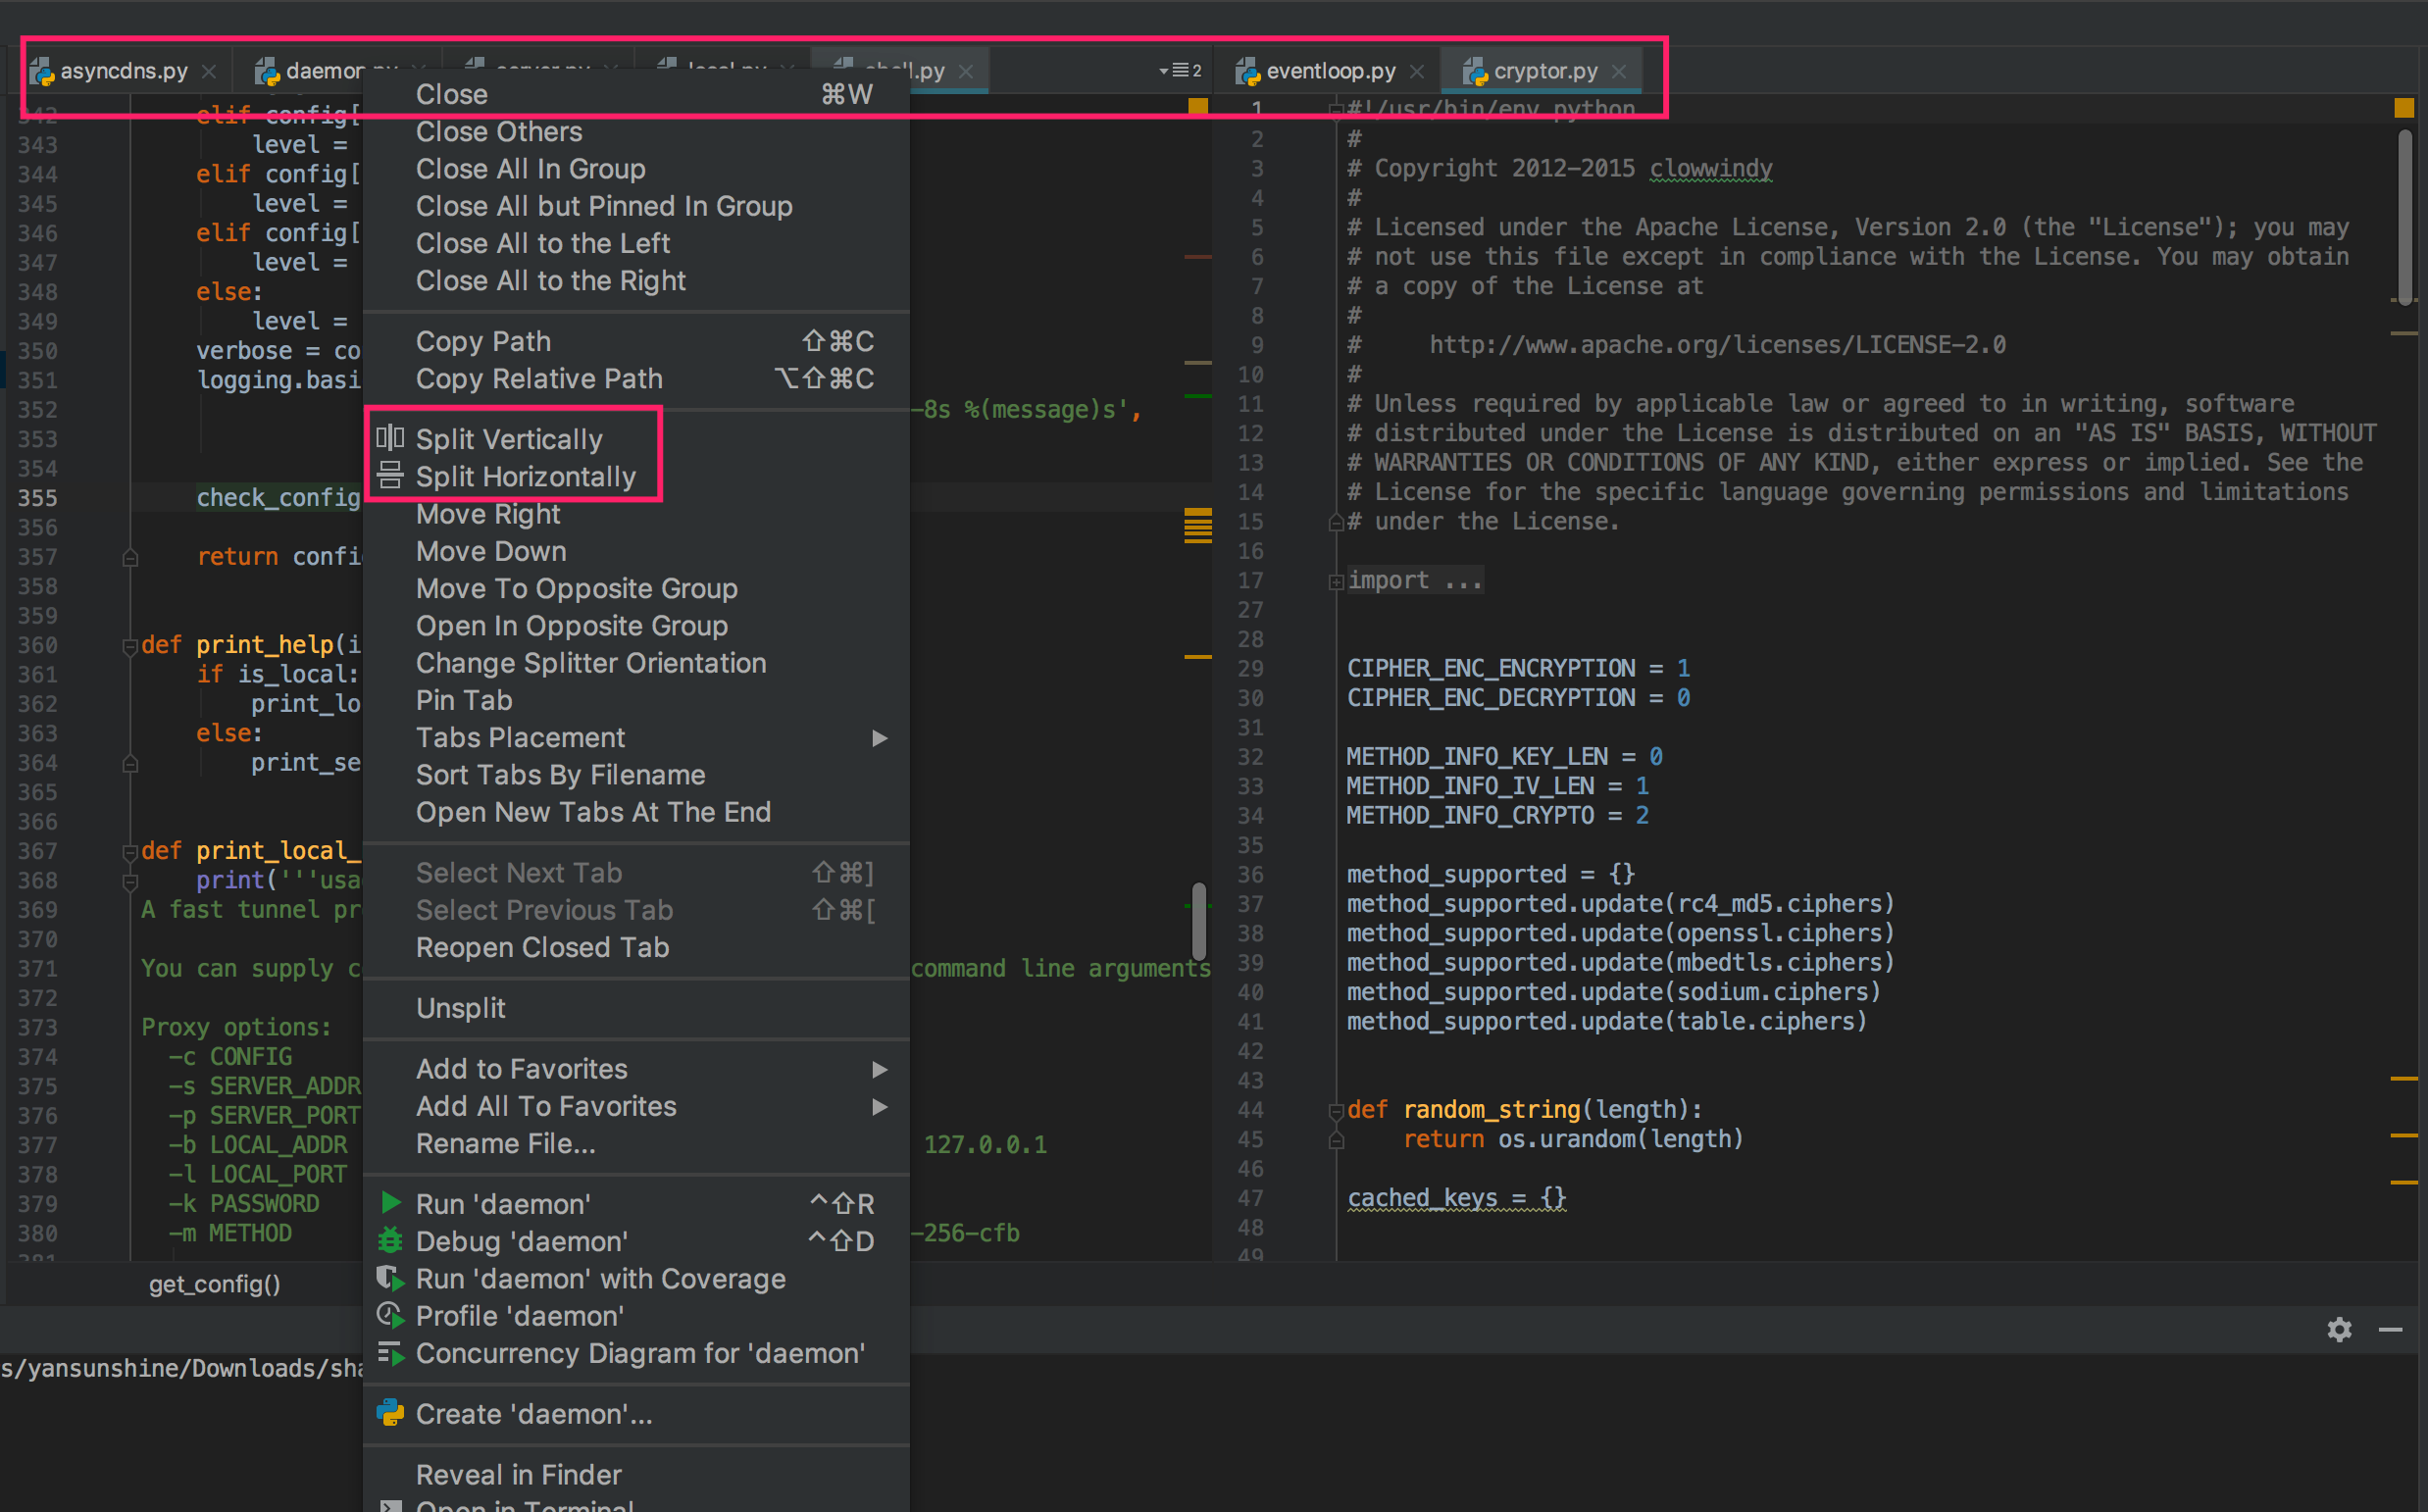 asyncdns.py
daemon.py
server.py
local.py
shell.py
2
eventloop.py
cryptor.py
342 elif config[
343 level =
344 elif config[
345 level =
346 elif config[
347 level =
348 else:
349 level =
350 verbose = co
351 logging.basi
352 -8s %(message)s',
353
354
355 check_config
356
357 return confi
358
359
360 def print_help(i
361 if is_local:
362 print_lo
363 else:
364 print_se
365
366
367 def print_local_
368 print('''usa
369 A fast tunnel pr
370
371 You can supply c command line arguments
372
373 Proxy options:
374 -c CONFIG
375 -s SERVER_ADDR
376 -p SERVER_PORT
377 -b LOCAL_ADDR 127.0.0.1
378 -l LOCAL_PORT
379 -k PASSWORD
380 -m METHOD -256-cfb
381
get_config()
s/yansunshine/Downloads/sha
Close ⌘W
Close Others
Close All In Group
Close All but Pinned In Group
Close All to the Left
Close All to the Right
Copy Path ⇧⌘C
Copy Relative Path ⌥⇧⌘C
Split Vertically
Split Horizontally
Move Right
Move Down
Move To Opposite Group
Open In Opposite Group
Change Splitter Orientation
Pin Tab
Tabs Placement
Sort Tabs By Filename
Open New Tabs At The End
Select Next Tab ⇧⌘]
Select Previous Tab ⇧⌘[
Reopen Closed Tab
Unsplit
Add to Favorites
Add All To Favorites
Rename File...
Run 'daemon' ^⇧R
Debug 'daemon' ^⇧D
Run 'daemon' with Coverage
Profile 'daemon'
Concurrency Diagram for 'daemon'
Create 'daemon'...
Reveal in Finder
Open in Terminal
1 #!/usr/bin/env python
2 #
3 # Copyright 2012-2015 clowwindy
4 #
5 # Licensed under the Apache License, Version 2.0 (the "License"); you may
6 # not use this file except in compliance with the License. You may obtain
7 # a copy of the License at
8 #
9 # http://www.apache.org/licenses/LICENSE-2.0
10 #
11 # Unless required by applicable law or agreed to in writing, software
12 # distributed under the License is distributed on an "AS IS" BASIS, WITHOUT
13 # WARRANTIES OR CONDITIONS OF ANY KIND, either express or implied. See the
14 # License for the specific language governing permissions and limitations
15 # under the License.
16
17 import ...
27
28
29 CIPHER_ENC_ENCRYPTION = 1
30 CIPHER_ENC_DECRYPTION = 0
31
32 METHOD_INFO_KEY_LEN = 0
33 METHOD_INFO_IV_LEN = 1
34 METHOD_INFO_CRYPTO = 2
35
36 method_supported = {}
37 method_supported.update(rc4_md5.ciphers)
38 method_supported.update(openssl.ciphers)
39 method_supported.update(mbedtls.ciphers)
40 method_supported.update(sodium.ciphers)
41 method_supported.update(table.ciphers)
42
43
44 def random_string(length):
45 return os.urandom(length)
46
47 cached_keys = {}
48
49